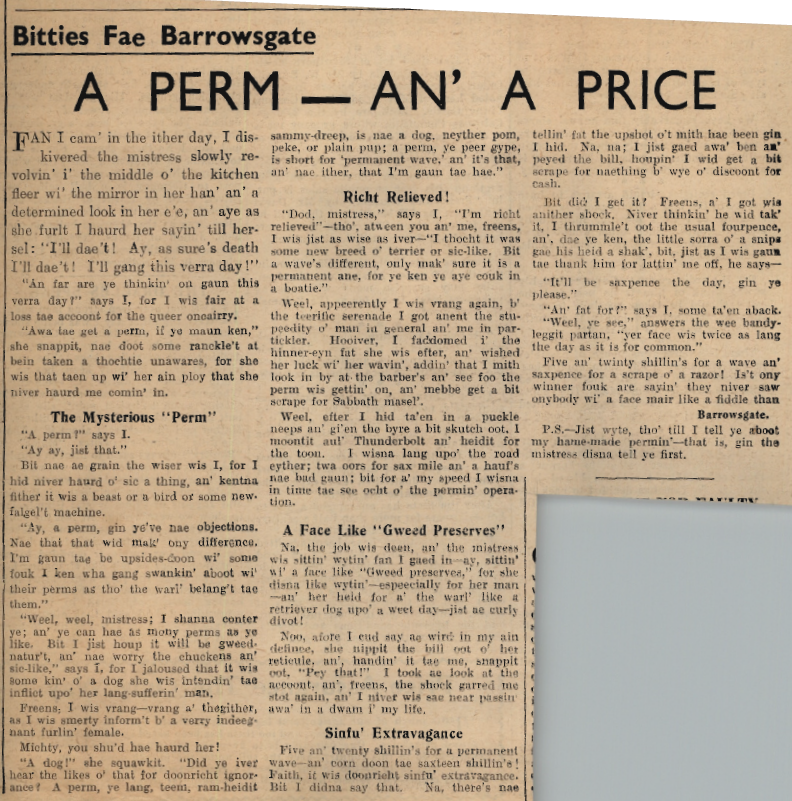 Bitties Fae Barrowsgate
A PERM — AN' A PRICE
FAN I cam' in the ither day, I dis-
kivered the mistress slowly re-
volvin' i' the middle o' the kitchen
fleer wi' the mirror in her han' an' a
determined look in her e'e, an' aye as
she furlt I haurd her sayin' till her-
sel: "I'll dae't! Ay, as sure's death
I'll dae't! I'll gang this verra day!"
"An far are ye thinkin' on gaun this
verra day?" says I, for I wis fair at a
loss tae accoont for the queer oncairry.
"Awa tae get a perm, if ye maun ken,"
she snappit, nae doot some ranckle't at
bein taken a thochtie unawares, for she
wis that taen up wi' her ain ploy that she
niver haurd me comin' in.
The Mysterious "Perm"
"A perm?" says I.
"Ay ay, jist that."
Bit nae ae grain the wiser wis I, for I
hid niver haurd o' sic a thing, an' kentna
fither it wis a beast or a bird or some new-
falgel't machine.
"Ay, a perm, gin ye've nae objections.
Nae that that wid mak' ony difference.
I'm gaun tae be upsides-doon wi' some
fouk I ken wha gang swankin' aboot wi'
their perms as tho' the warl' belang't tae
them."
"Weel, weel, mistress; I shanna conter
ye; an' ye can hae as mony perms as ye
like. Bit I jist houp it will be gweed-
natur't, an' nae worry the chuckens an'
sic-like," says I, for I jaloused that it wis
some kin' o' a dog she wis intendin' tae
inflict upo' her lang-sufferin' man.
Freens, I wis vrang—vrang a' thegither,
as I wis smerty inform't b' a verry indeeg-
nant furlin' female.
Michty, you shu'd hae haurd her!
"A dog!" she squawkit. "Did ye iver
hear the likes o' that for doonricht ignor-
ance? A perm, ye lang, teem, ram-heidit
sammy-dreep, is nae a dog, neyther pom,
peke, or plain pup; a perm, ye peer gype,
is short for 'permanent wave,' an' it's that,
an' nae ither, that I'm gaun tae hae."
Richt Relieved!
"Dod, mistress," says I, "I'm richt
relieved"—tho', atween you an' me, freens,
I wis jist as wise as iver—"I thocht it was
some new breed o' terrier or sic-like. Bit
a wave's different, only mak' sure it is a
permanent ane, for ye ken ye aye couk in
a boatie."
Weel, appeerently I wis vrang again, b'
the teerific serenade I got anent the stu-
peedity o' man in general an' me in par-
tickler. Hooiver, I faddomed i' the
hinner-eyn fat she wis efter, an' wished
her luck wi' her wavin', addin' that I mith
look in by at the barber's an' see foo the
perm wis gettin' on, an' mebbe get a bit
scrape for Sabbath masel'.
Weel, efter I hid ta'en in a puckle
neeps an' gi'en the byre a bit skutch oot, I
moontit aul' Thunderbolt an' heidit for
the toon. I wisna lang upo' the road
eyther; twa oors for sax mile an' a hauf's
nae bad gaun; bit for a' my speed I wisna
in time tae see ocht o' the permin' opera-
tion.
A Face Like "Gweed Preserves"
Na, the job wis deen, an' the mistress
wis sittin' wytin' fan I gaed in—ay, sittin'
wi' a face like "Gweed preserves," for she
disna like wytin'—especcially for her man
—an' her heid for a' the warl' like a
retriever dog upo' a weet day—jist ae curly
divot!
Noo, afore I cud say ae wird in my ain
defince, she nippit the bill oot o' her
reticule, an', handin' it tae me, snappit
oot, "Pey that!" I took ae look at the
accoont, an', freens, the shock garred me
stot again, an' I niver wis sae near passin'
awa' in a dwam i' my life.
Sinfu' Extravagance
Five an' twenty shillin's for a permanent
wave—an' corn doon tae saxteen shillin's!
Faith, it wis doonricht sinfu' extravagance.
Bit I didna say that. Na, there's nae
tellin' fat the upshot o't mith hae been gin
I hid. Na, na; I jist gaed awa' ben an'
peyed the bill, houpin' I wid get a bit
scrape for naething b' wye o' discoont for
cash.
Bit did I get it? Freens, a' I got wis
anither shock. Niver thinkin' he wid tak'
it, I thrummle't oot the usual fourpence,
an', dae ye ken, the little sorra o' a snips
gae his heid a shak', bit, jist as I wis gaun
tae thank him for lattin' me off, he says—
"It'll be saxpence the day, gin ye
please."
"An' fat for?" says I, some ta'en aback.
"Weel, ye see," answers the wee bandy-
leggit partan, "yer face wis twice as lang
the day as it is for common."
Five an' twinty shillin's for a wave an'
saxpence for a scrape o' a razor! Is't ony
winner fouk are sayin' they niver saw
onybody wi' a face mair like a fiddle than
Barrowsgate.
P.S.—Jist wyte, tho' till I tell ye aboot
my hame-made permin'—that is, gin the
mistress disna tell ye first.